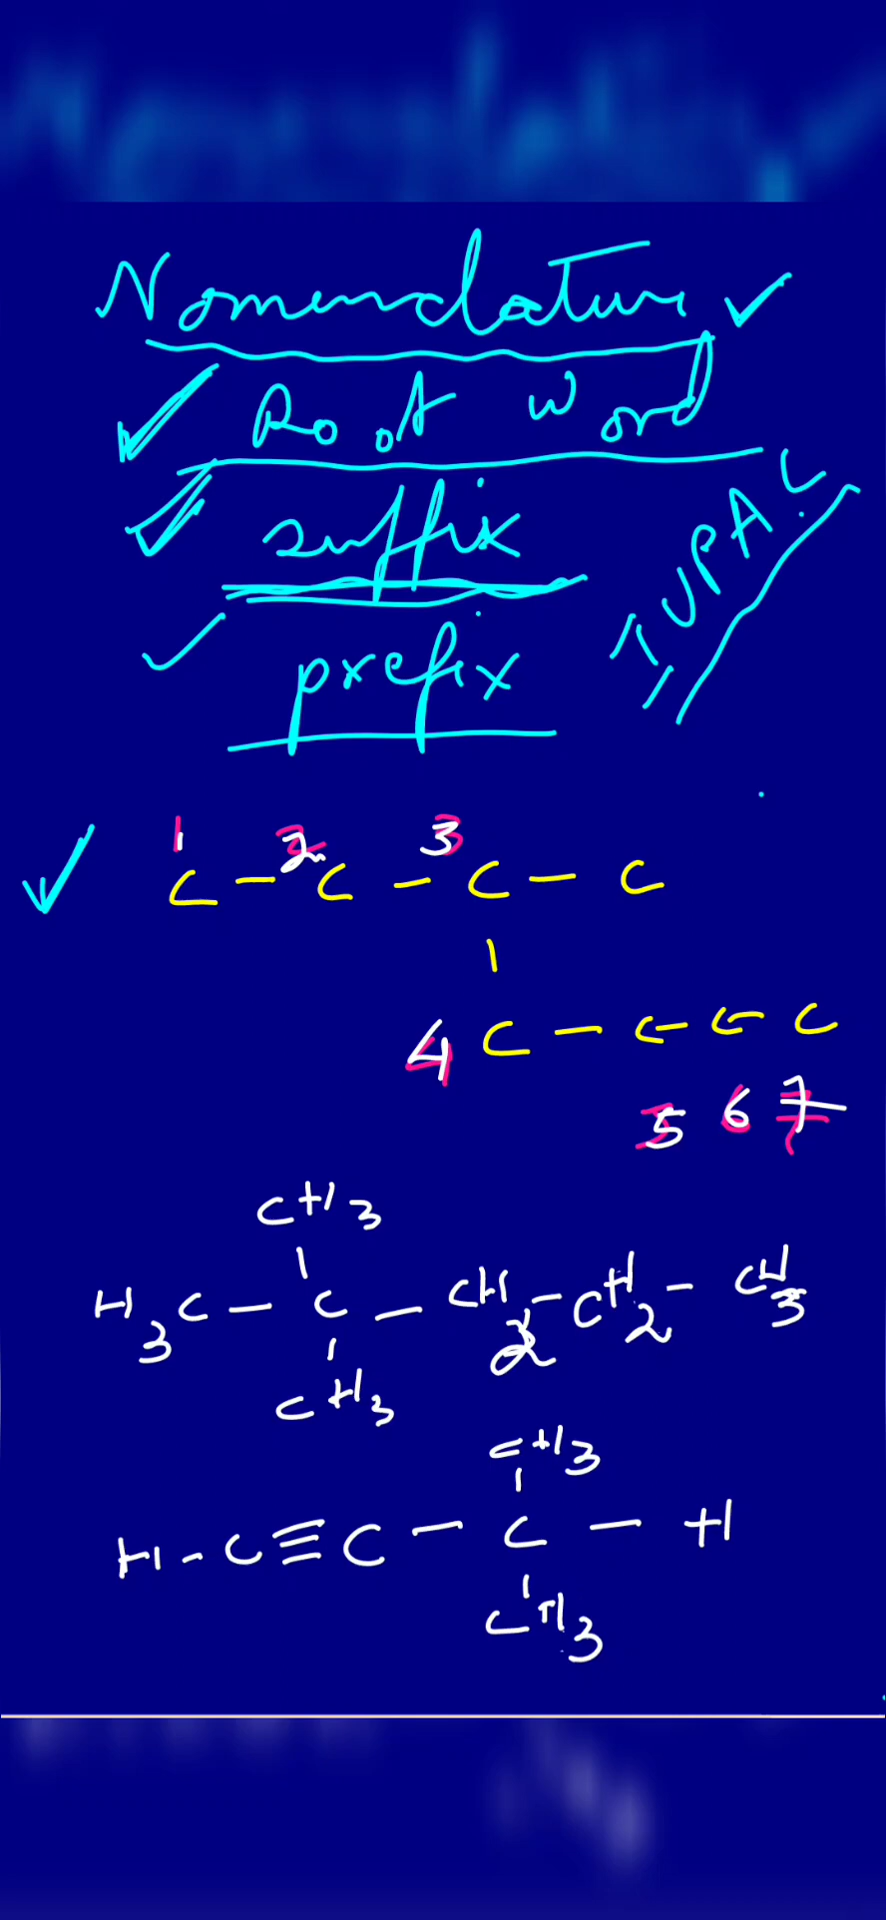 Nomenclature ✓
✓ Root word
✓ suffix
IUPAC
✓ prefix
1 2 3
✓ C - C - C - C
|
4 C - C - C - C
5 6 7
CH3
|
H3C - C - CH2 - CH2 - CH3
|
CH3
CH3
|
H - C ≡ C - C - H
|
CH3